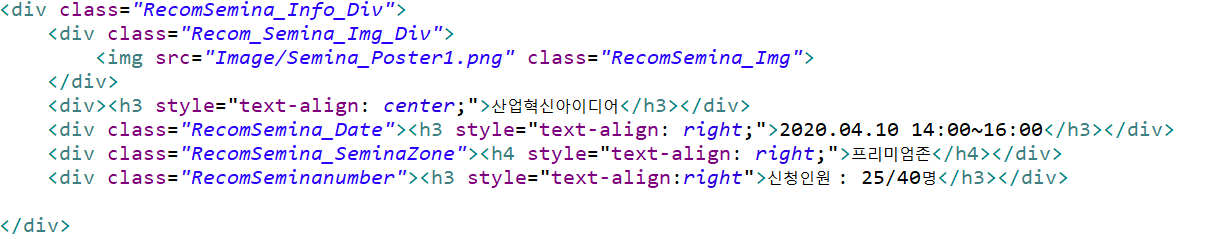 <div class="RecomSemina_Info_Div">
    <div class="Recom_Semina_Img_Div">
        <img src="Image/Semina_Poster1.png" class="RecomSemina_Img">
    </div>
    <div><h3 style="text-align: center;">산업혁신아이디어</h3></div>
    <div class="RecomSemina_Date"><h3 style="text-align: right;">2020.04.10 14:00~16:00</h3></div>
    <div class="RecomSemina_SeminaZone"><h4 style="text-align: right;">프리미엄존</h4></div>
    <div class="RecomSeminanumber"><h3 style="text-align:right">신청인원 : 25/40명</h3></div>
</div>